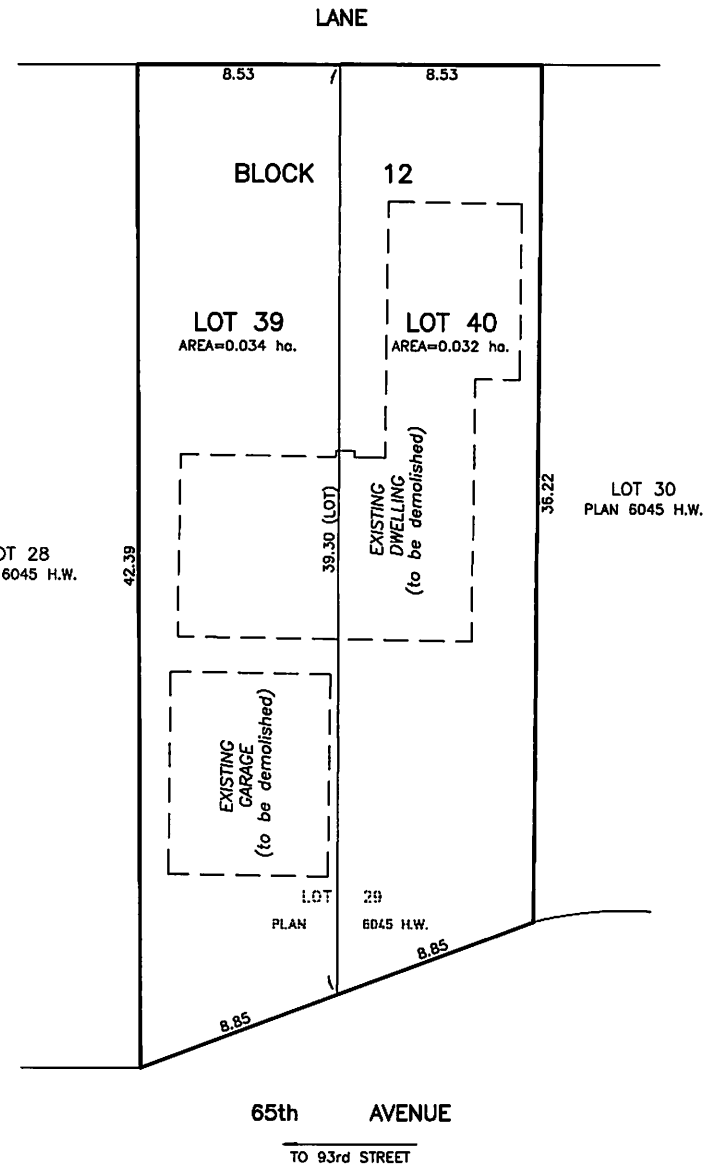 LANE
8.53 8.53
BLOCK 12
LOT 39
AREA=0.034 ha.
LOT 40
AREA=0.032 ha.
EXISTING
DWELLING
(to be demolished)
39.30 (LOT)
36.22
LOT 30
PLAN 6045 H.W.
OT 28
6045 H.W.
42.39
EXISTING
GARAGE
(to be demolished)
LOT 29
PLAN 6045 H.W.
8.85
8.85
65th AVENUE
TO 93rd STREET